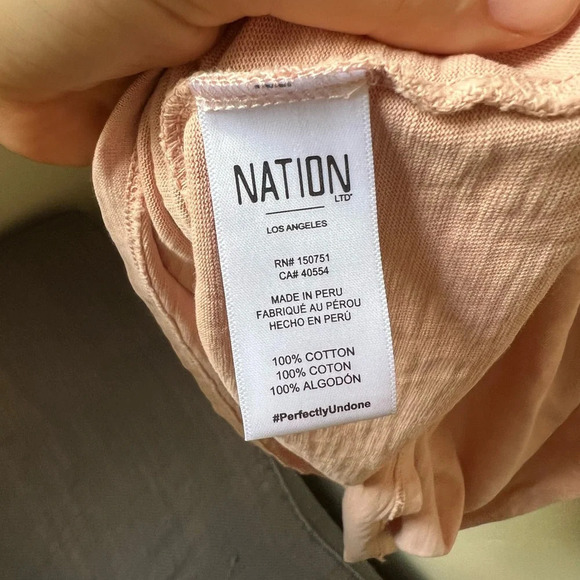 NATION
LTD
LOS ANGELES
RN# 150751
CA# 40554
MADE IN PERU
FABRIQUÉ AU PÉROU
HECHO EN PERÚ
100% COTTON
100% COTON
100% ALGODÓN
#PerfectlyUndone